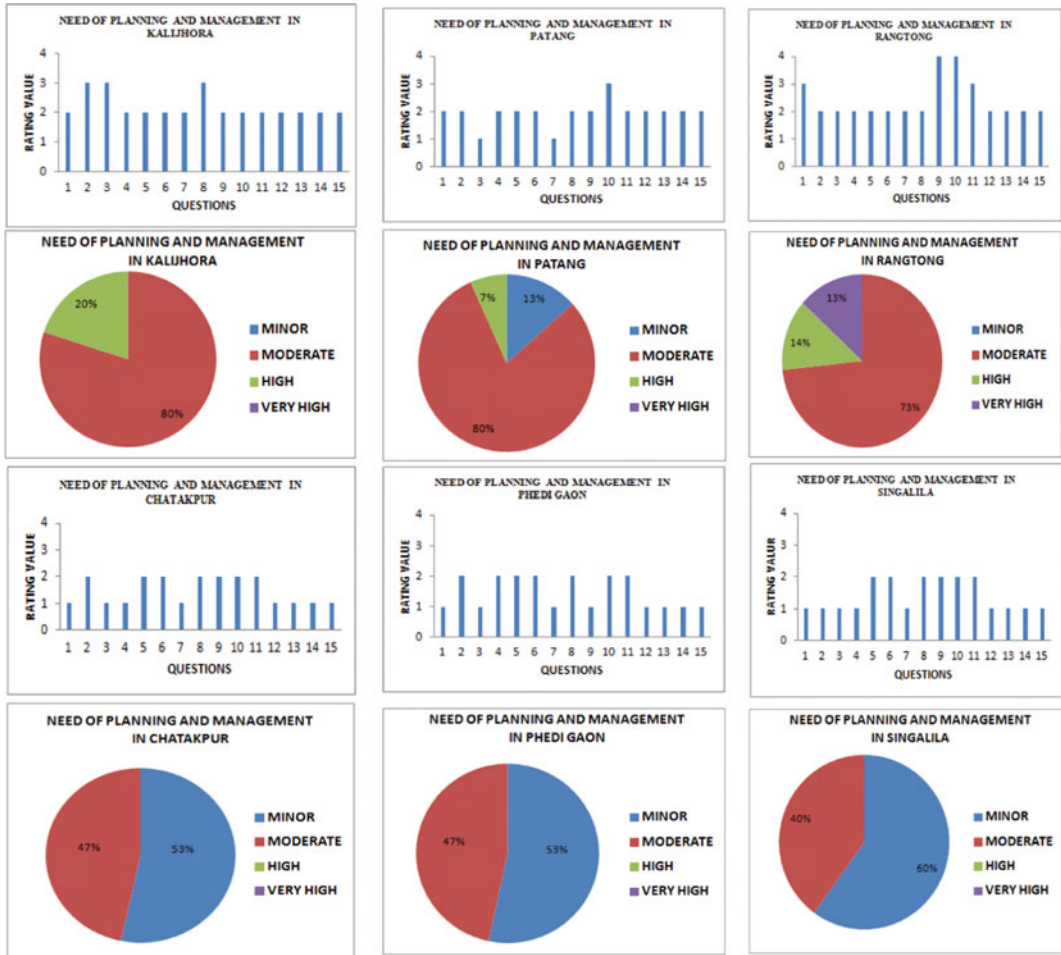 NEED OF PLANNING AND MANAGEMENT IN
KALIJHORA
RATING VALUE
4
3
2
1
0
1 2 3 4 5 6 7 8 9 10 11 12 13 14 15
QUESTIONS
NEED OF PLANNING AND MANAGEMENT IN
PATANG
RATING VALUE
4
3
2
1
0
1 2 3 4 5 6 7 8 9 10 11 12 13 14 15
QUESTIONS
NEED OF PLANNING AND MANAGEMENT IN
RANGTONG
RATING VALUE
4
3
2
1
0
1 2 3 4 5 6 7 8 9 10 11 12 13 14 15
QUESTIONS
NEED OF PLANNING AND MANAGEMENT
IN KALIJHORA
20%
80%
MINOR
MODERATE
HIGH
VERY HIGH
NEED OF PLANNING AND MANAGEMENT
IN PATANG
7%
13%
80%
MINOR
MODERATE
HIGH
VERY HIGH
NEED OF PLANNING AND MANAGEMENT
IN RANGTONG
13%
14%
73%
MINOR
MODERATE
HIGH
VERY HIGH
NEED OF PLANNING AND MANAGEMENT IN
CHATAKPUR
RATING VALUE
4
3
2
1
0
1 2 3 4 5 6 7 8 9 10 11 12 13 14 15
QUESTIONS
NEED OF PLANNING AND MANAGEMENT IN
PHEDI GAON
RATING VALUE
4
3
2
1
0
1 2 3 4 5 6 7 8 9 10 11 12 13 14 15
QUESTIONS
NEED OF PLANNING AND MANAGEMENT IN
SINGALILA
RATING VALUR
4
3
2
1
0
1 2 3 4 5 6 7 8 9 10 11 12 13 14 15
QUESTIONS
NEED OF PLANNING AND MANAGEMENT
IN CHATAKPUR
47%
53%
MINOR
MODERATE
HIGH
VERY HIGH
NEED OF PLANNING AND MANAGEMENT
IN PHEDI GAON
47%
53%
MINOR
MODERATE
HIGH
VERY HIGH
NEED OF PLANNING AND MANAGEMENT
IN SINGALILA
40%
60%
MINOR
MODERATE
HIGH
VERY HIGH